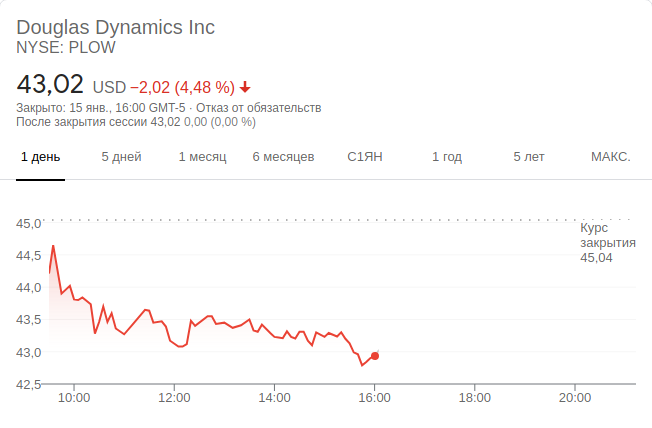 Douglas Dynamics Inc
NYSE: PLOW
43,02 USD −2,02 (4,48 %)
Закрыто: 15 янв., 16:00 GMT-5 · Отказ от обязательств
После закрытия сессии 43,02 0,00 (0,00 %)
1 день 5 дней 1 месяц 6 месяцев С1ЯН 1 год 5 лет МАКС.
45,0
Курс
закрытия
45,04
44,5
44,0
43,5
43,0
42,5
10:00 12:00 14:00 16:00 18:00 20:00